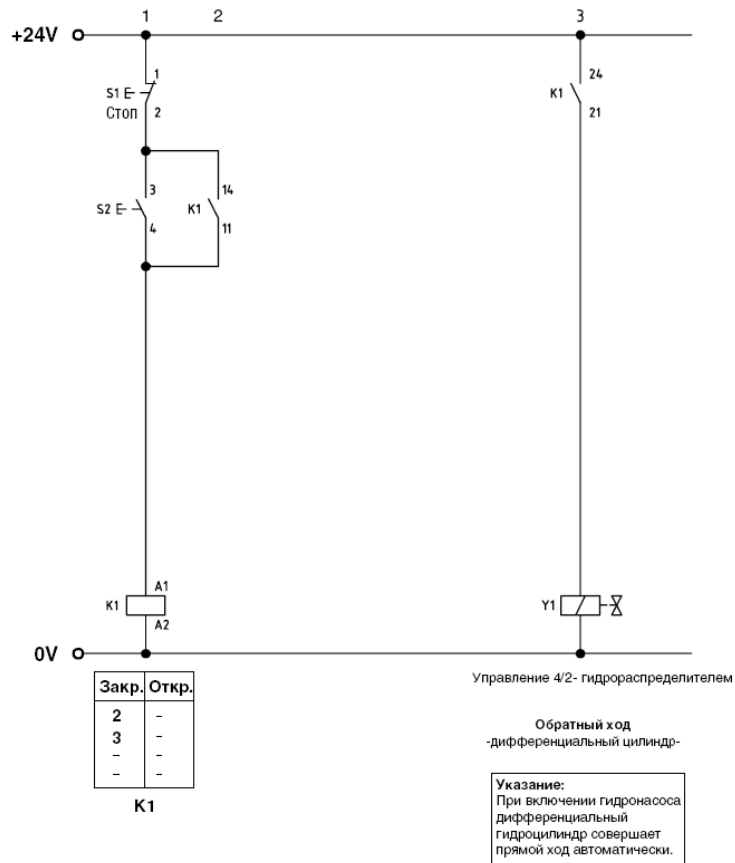 1 2 3
+24V
1
S1
Стоп 2
24
K1
21
3
S2
4
14
K1
11
A1
K1
A2
Y1
0V
Закр. Откр.
2 -
3 -
- -
- -
K1
Управление 4/2- гидрораспределителем
Обратный ход
-дифференциальный цилиндр-
Указание:
При включении гидронасоса
дифференциальный
гидроцилиндр совершает
прямой ход автоматически.